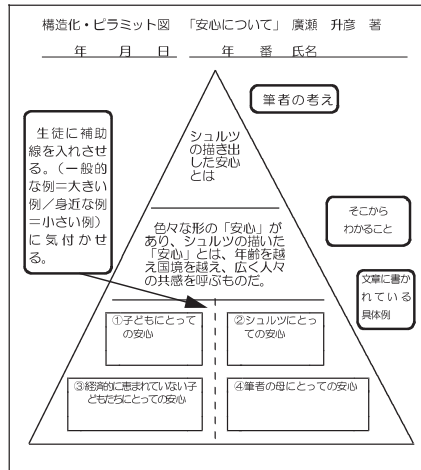 構造化・ピラミット図 「安心について」 廣瀬 升彦 著
年 月 日 年 番 氏名
筆者の考え
シュルツ
の描き出
した安心
とは
生徒に補助
線を入れさせ
る。（一般的
な例＝大きい
例／身近な例
＝小さい例）
に気付かせ
る。
そこから
わかること
色々な形の「安心」が
あり、シュルツの描いた
「安心」とは、年齢を越
え国境を越え、広く人々
の共感を呼ぶものだ。
文章に書か
れている
具体例
①子どもにとって
の安心
②シュルツにとっ
ての安心
③経済的に恵まれていない子
どもたちにとっての安心
④筆者の母にとっての安心